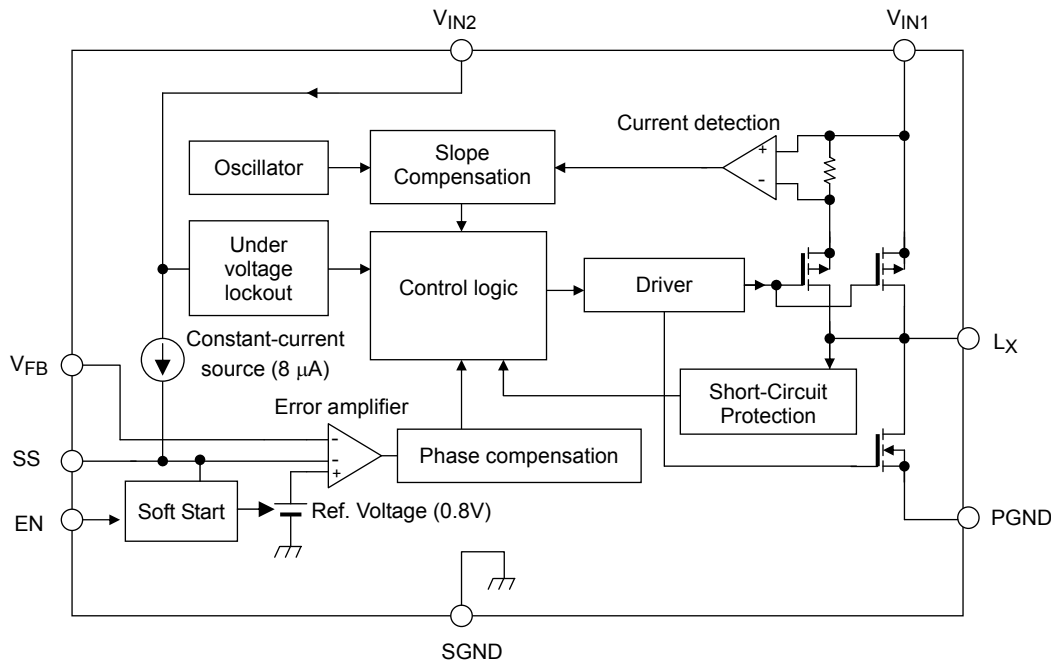 VIN2
VIN1
Current detection
Oscillator
Slope
Compensation
+
-
Under
voltage
lockout
Control logic
Driver
Constant-current
source (8 μA)
VFB
LX
Short-Circuit
Protection
Error amplifier
-
-
+
Phase compensation
SS
Soft Start
Ref. Voltage (0.8V)
EN
PGND
SGND